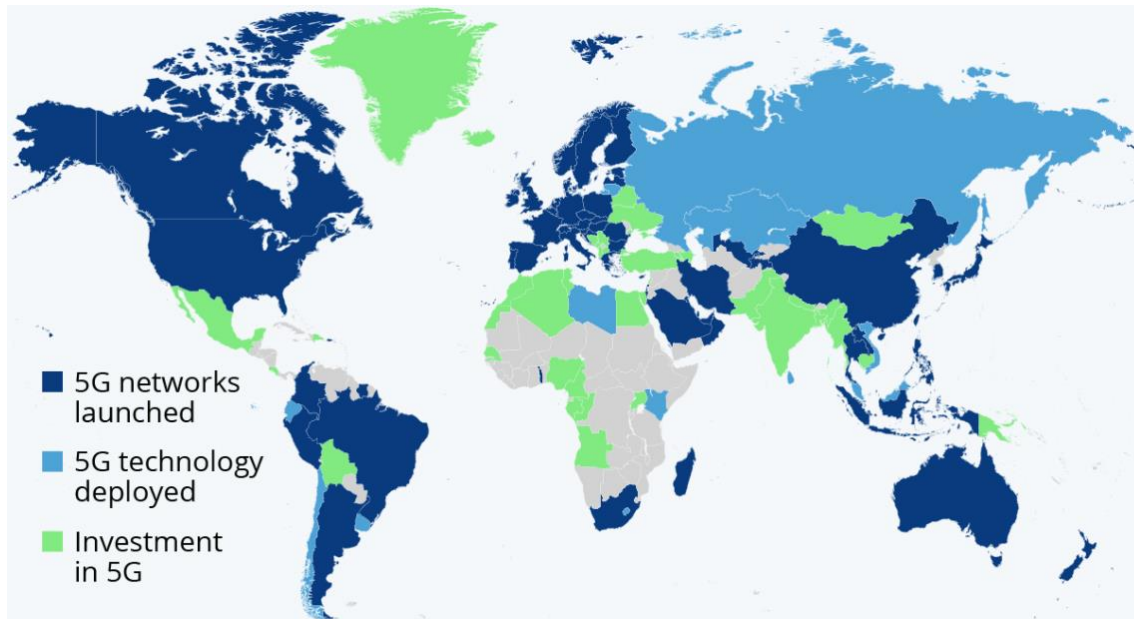 5G networks
launched
5G technology
deployed
Investment
in 5G